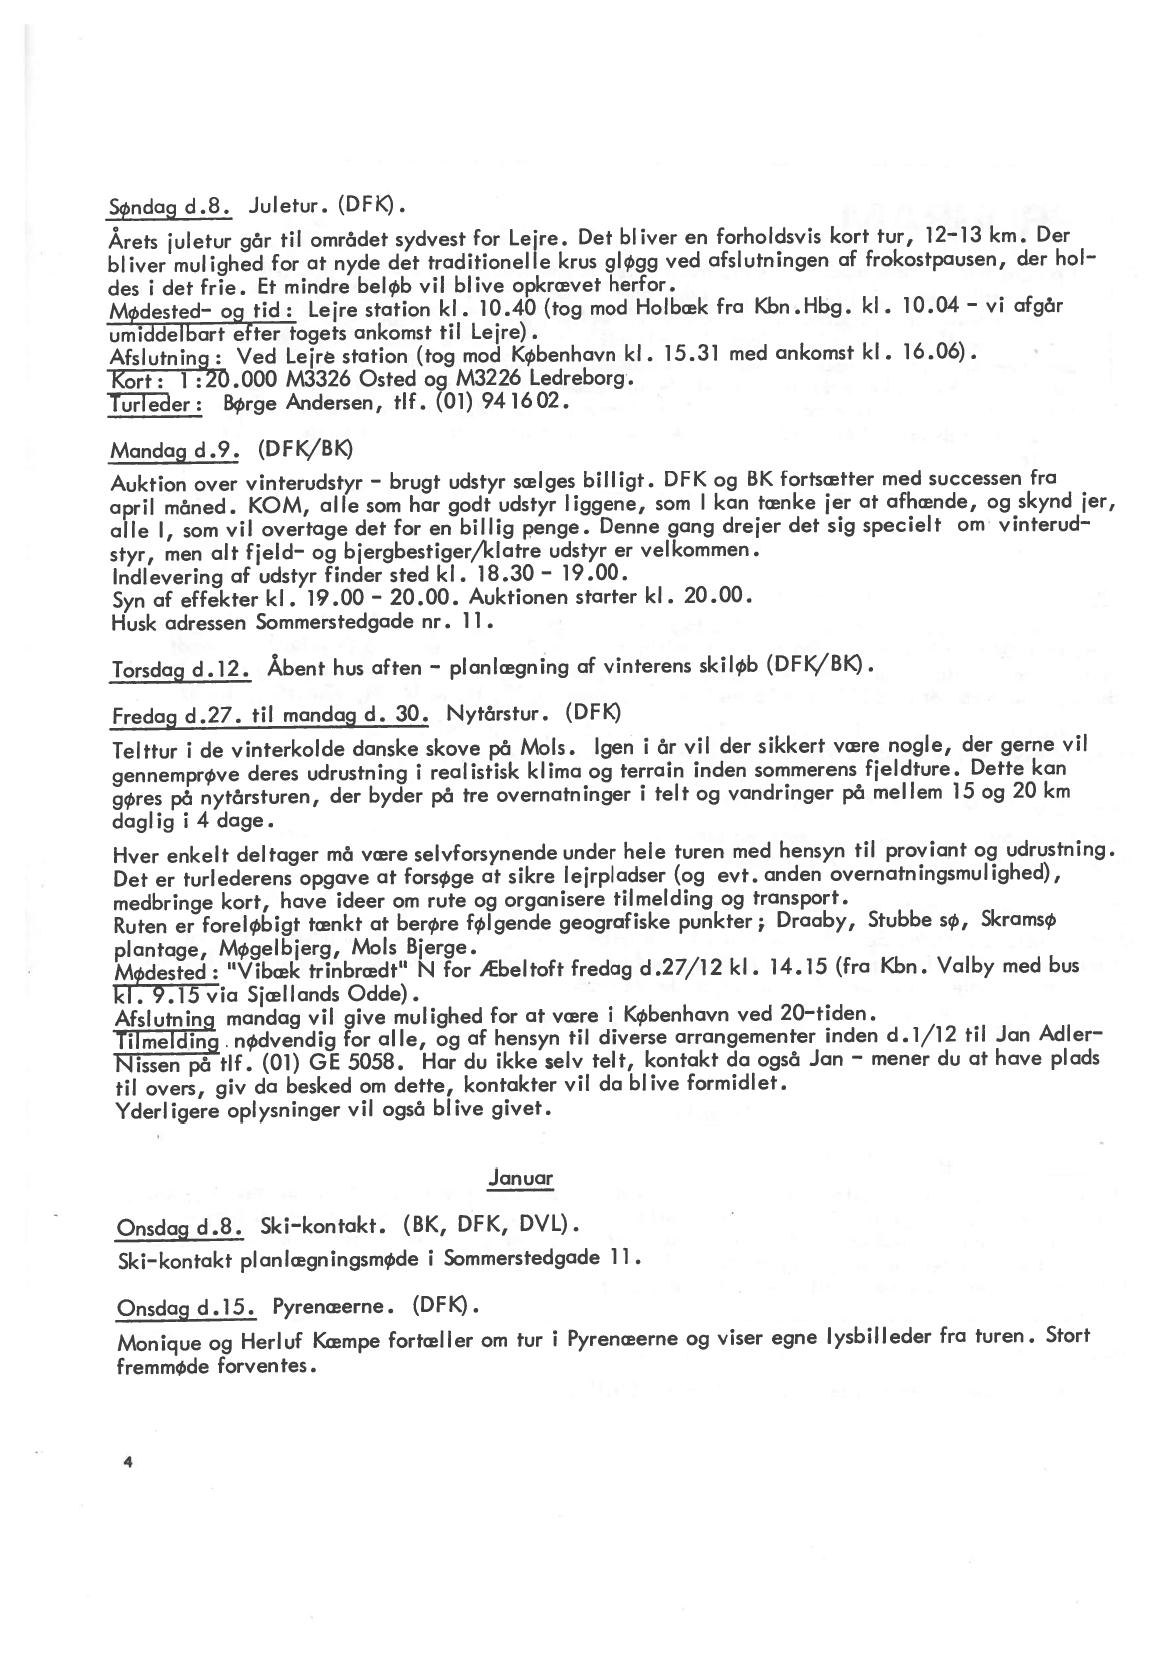 Søndag d.8. Juletur. (DFK).
Årets juletur går til området sydvest for Lejre. Det bliver en forholdsvis kort tur, 12-13 km. Der
bliver mulighed for at nyde det traditionelle krus gløgg ved afslutningen af frokostpausen, der hol-
des i det frie. Et mindre beløb vil blive opkrævet herfor.
Mødested- og tid: Lejre station kl. 10.40 (tog mod Holbæk fra Kbn.Hbg. kl. 10.04 - vi afgår
umiddelbart efter togets ankomst til Lejre).
Afslutning: Ved Lejre station (tog mod København kl. 15.31 med ankomst kl. 16.06).
Kort: 1:20.000 M3326 Osted og M3226 Ledreborg.
Turleder: Børge Andersen, tlf. (01) 94 16 02.
Mandag d.9. (DFK/BK)
Auktion over vinterudstyr - brugt udstyr sælges billigt. DFK og BK fortsætter med successen fra
april måned. KOM, alle som har godt udstyr liggene, som I kan tænke jer at afhænde, og skynd jer,
alle I, som vil overtage det for en billig penge. Denne gang drejer det sig specielt om vinterud-
styr, men alt fjeld- og bjergbestiger/klatre udstyr er velkommen.
Indlevering af udstyr finder sted kl. 18.30 - 19.00.
Syn af effekter kl. 19.00 - 20.00. Auktionen starter kl. 20.00.
Husk adressen Sommerstedgade nr. 11.
Torsdag d.12. Åbent hus aften - planlægning af vinterens skiløb (DFK/BK).
Fredag d.27. til mandag d. 30. Nytårstur. (DFK)
Telttur i de vinterkolde danske skove på Mols. Igen i år vil der sikkert være nogle, der gerne vil
gennemprøve deres udrustning i realistisk klima og terrain inden sommerens fjeldture. Dette kan
gøres på nytårsturen, der byder på tre overnatninger i telt og vandringer på mellem 15 og 20 km
daglig i 4 dage.
Hver enkelt deltager må være selvforsynende under hele turen med hensyn til proviant og udrustning.
Det er turlederens opgave at forsøge at sikre lejrpladser (og evt. anden overnatningsmulighed),
medbringe kort, have ideer om rute og organisere tilmelding og transport.
Ruten er foreløbigt tænkt at berøre følgende geografiske punkter; Draaby, Stubbe sø, Skramsø
plantage, Møgelbjerg, Mols Bjerge.
Mødested: "Vibæk trinbrædt" N for Æbeltoft fredag d.27/12 kl. 14.15 (fra Kbn. Valby med bus
kl. 9.15 via Sjællands Odde).
Afslutning mandag vil give mulighed for at være i København ved 20-tiden.
Tilmelding. nødvendig for alle, og af hensyn til diverse arrangementer inden d.1/12 til Jan Adler-
Nissen på tlf. (01) GE 5058. Har du ikke selv telt, kontakt da også Jan - mener du at have plads
til overs, giv da besked om dette, kontakter vil da blive formidlet.
Yderligere oplysninger vil også blive givet.
Januar
Onsdag d.8. Ski-kontakt. (BK, DFK, DVL).
Ski-kontakt planlægningsmøde i Sommerstedgade 11.
Onsdag d.15. Pyrenæerne. (DFK).
Monique og Herluf Kæmpe fortæller om tur i Pyrenæerne og viser egne lysbilleder fra turen. Stort
fremmøde forventes.
4